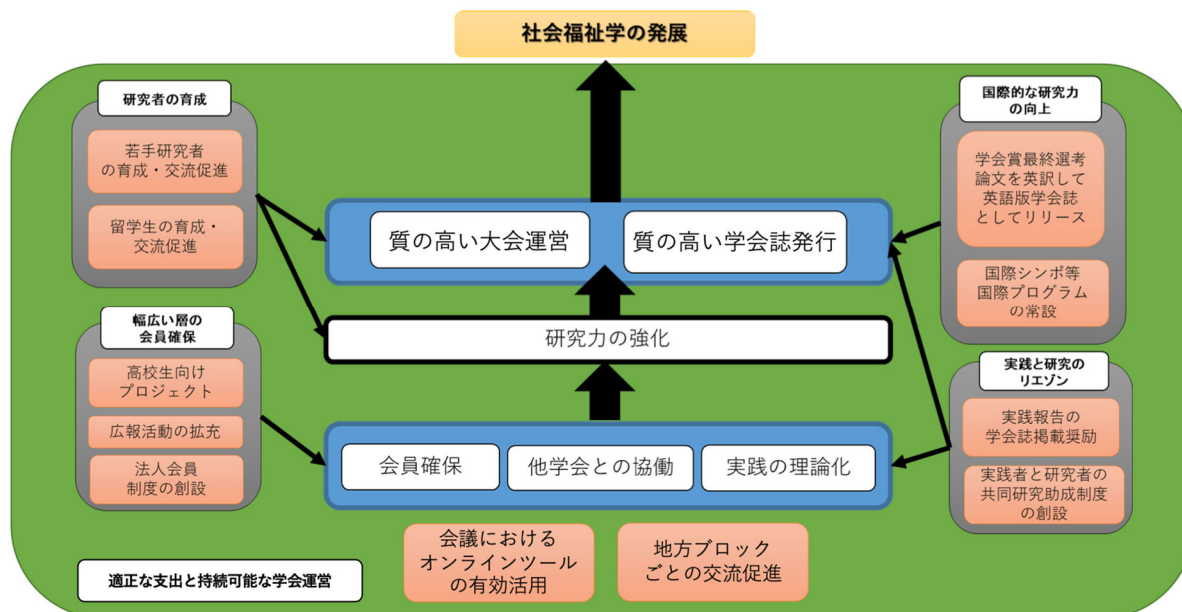 社会福祉学の発展
研究者の育成
若手研究者
の育成・交流促進
留学生の育成・
交流促進
幅広い層の
会員確保
高校生向け
プロジェクト
広報活動の拡充
法人会員
制度の創設
質の高い大会運営
質の高い学会誌発行
研究力の強化
会員確保
他学会との協働
実践の理論化
国際的な研究力
の向上
学会賞最終選考
論文を英訳して
英語版学会誌
としてリリース
国際シンポ等
国際プログラム
の常設
実践と研究の
リエゾン
実践報告の
学会誌掲載奨励
実践者と研究者の
共同研究助成制度
の創設
会議における
オンラインツール
の有効活用
地方ブロック
ごとの交流促進
適正な支出と持続可能な学会運営